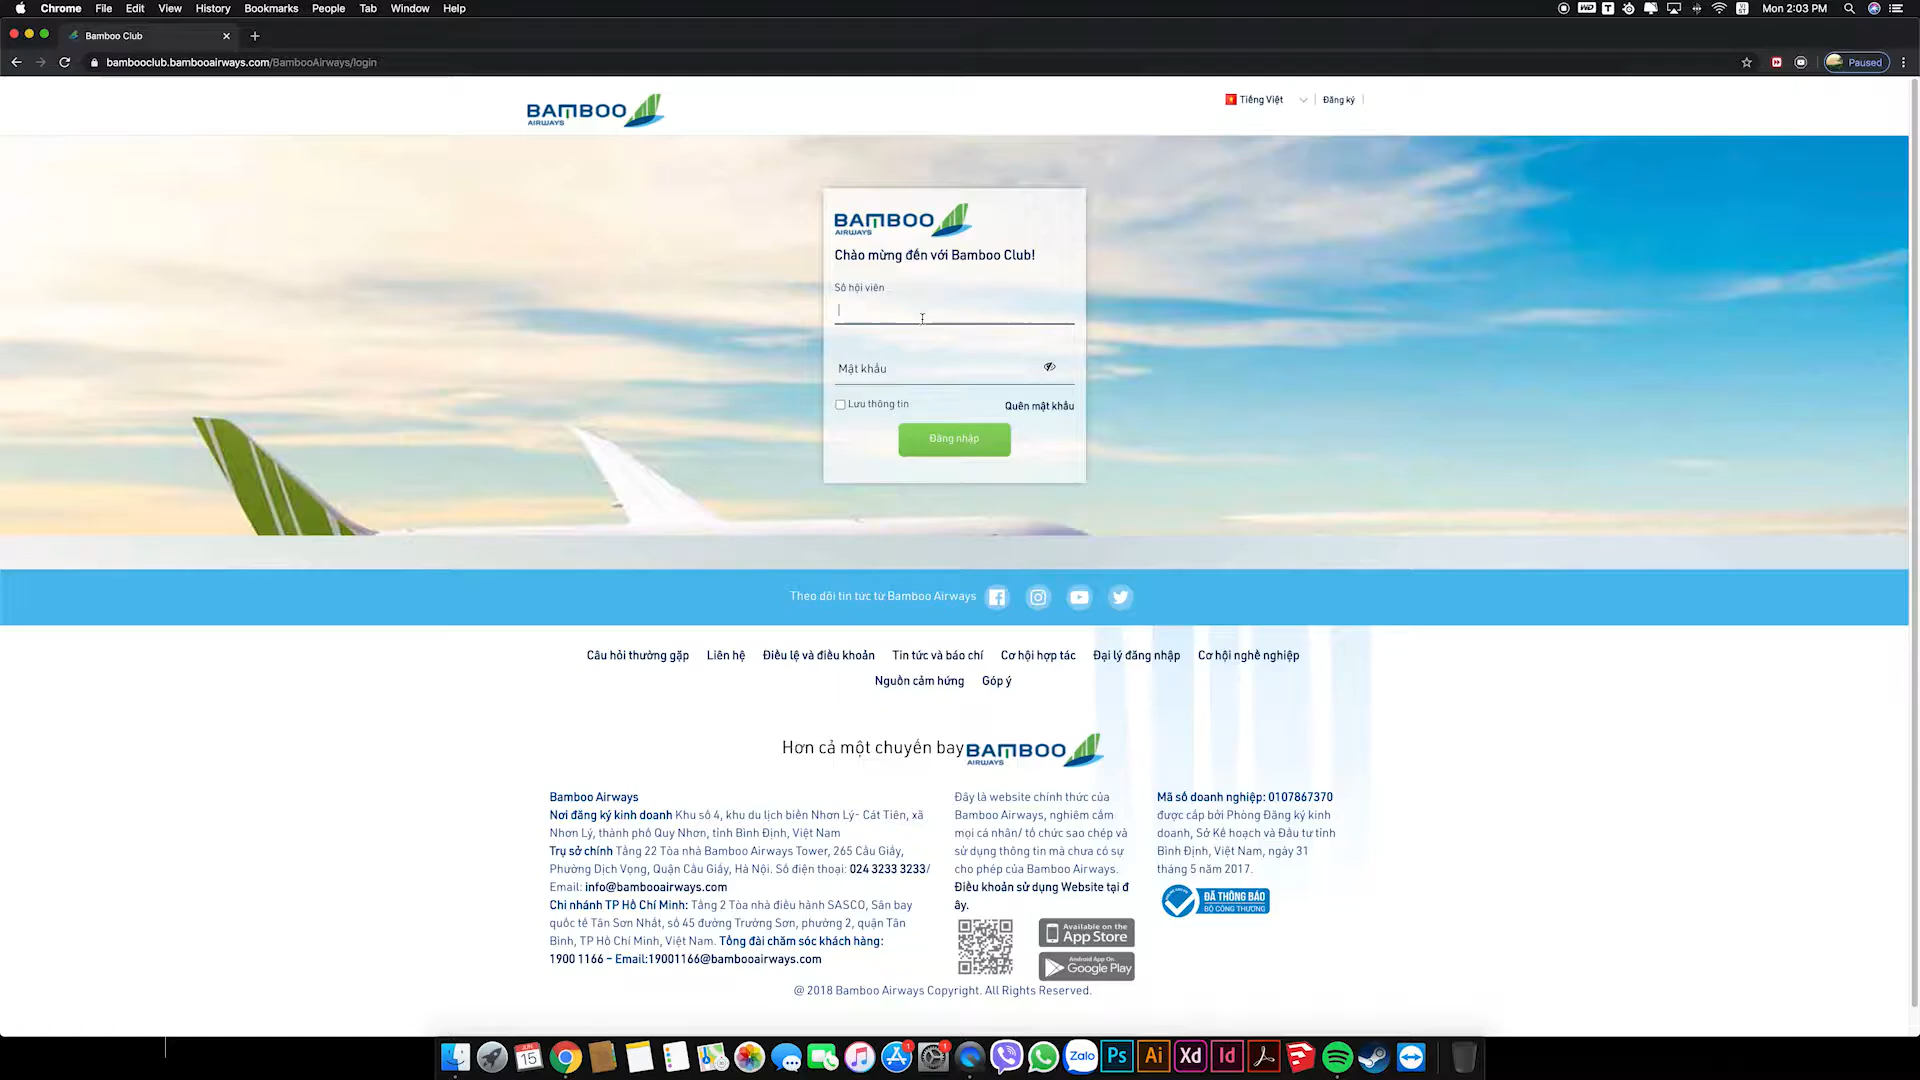 Chrome File Edit View History Bookmarks People Tab Window Help
Mon 2:03 PM
Bamboo Club
bambooclub.bambooairways.com/BambooAirways/login
Paused
BAMBOO
AIRWAYS
Tiếng Việt
Đăng ký
BAMBOO
AIRWAYS
Chào mừng đến với Bamboo Club!
Số hội viên
Mật khẩu
Lưu thông tin
Quên mật khẩu
Đăng nhập
Theo dõi tin tức từ Bamboo Airways
Câu hỏi thường gặp Liên hệ Điều lệ và điều khoản Tin tức và báo chí Cơ hội hợp tác Đại lý đăng nhập Cơ hội nghề nghiệp
Nguồn cảm hứng Góp ý
Hơn cả một chuyến bay BAMBOO
AIRWAYS
Bamboo Airways
Nơi đăng ký kinh doanh Khu số 4, khu du lịch biển Nhơn Lý- Cát Tiến, xã
Nhơn Lý, thành phố Quy Nhơn, tỉnh Bình Định, Việt Nam
Trụ sở chính Tầng 22 Tòa nhà Bamboo Airways Tower, 265 Cầu Giấy,
Phường Dịch Vọng, Quận Cầu Giấy, Hà Nội. Số điện thoại: 024 3233 3233/
Email: info@bambooairways.com
Chi nhánh TP Hồ Chí Minh: Tầng 2 Tòa nhà điều hành SASCO, Sân bay
quốc tế Tân Sơn Nhất, số 45 đường Trường Sơn, phường 2, quận Tân
Bình, TP Hồ Chí Minh, Việt Nam. Tổng đài chăm sóc khách hàng:
1900 1166 – Email:19001166@bambooairways.com
Đây là website chính thức của
Bamboo Airways, nghiêm cấm
mọi cá nhân/ tổ chức sao chép và
sử dụng thông tin mà chưa có sự
cho phép của Bamboo Airways.
Điều khoản sử dụng Website tại đ
ây.
Available on the
App Store
Android App On
Google Play
Mã số doanh nghiệp: 0107867370
được cấp bởi Phòng Đăng ký kinh
doanh, Sở Kế hoạch và Đầu tư tỉnh
Bình Định, Việt Nam, ngày 31
tháng 5 năm 2017.
ĐÃ THÔNG BÁO
BỘ CÔNG THƯƠNG
@ 2018 Bamboo Airways Copyright. All Rights Reserved.
JUN
15
1
1
Zalo
Ps
Ai
Xd
Id